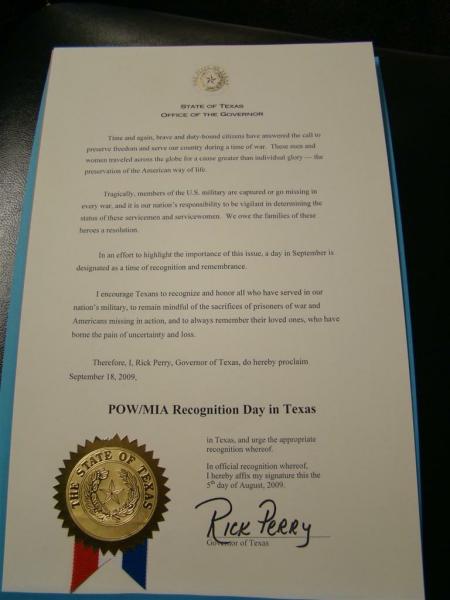 STATE OF TEXAS
OFFICE OF THE GOVERNOR
Time and again, brave and duty-bound citizens have answered the call to
preserve freedom and serve our country during a time of war. These men and
women traveled across the globe for a cause greater than individual glory — the
preservation of the American way of life.
Tragically, members of the U.S. military are captured or go missing in
every war, and it is our nation's responsibility to be vigilant in determining the
status of these servicemen and servicewomen. We owe the families of these
heroes a resolution.
In an effort to highlight the importance of this issue, a day in September is
designated as a time of recognition and remembrance.
I encourage Texans to recognize and honor all who have served in our
nation's military, to remain mindful of the sacrifices of prisoners of war and
Americans missing in action, and to always remember their loved ones, who have
borne the pain of uncertainty and loss.
Therefore, I, Rick Perry, Governor of Texas, do hereby proclaim
September 18, 2009,
POW/MIA Recognition Day in Texas
in Texas, and urge the appropriate
recognition whereof.
In official recognition whereof,
I hereby affix my signature this the
5th day of August, 2009.
RICK PERRY
Governor of Texas
THE STATE OF TEXAS